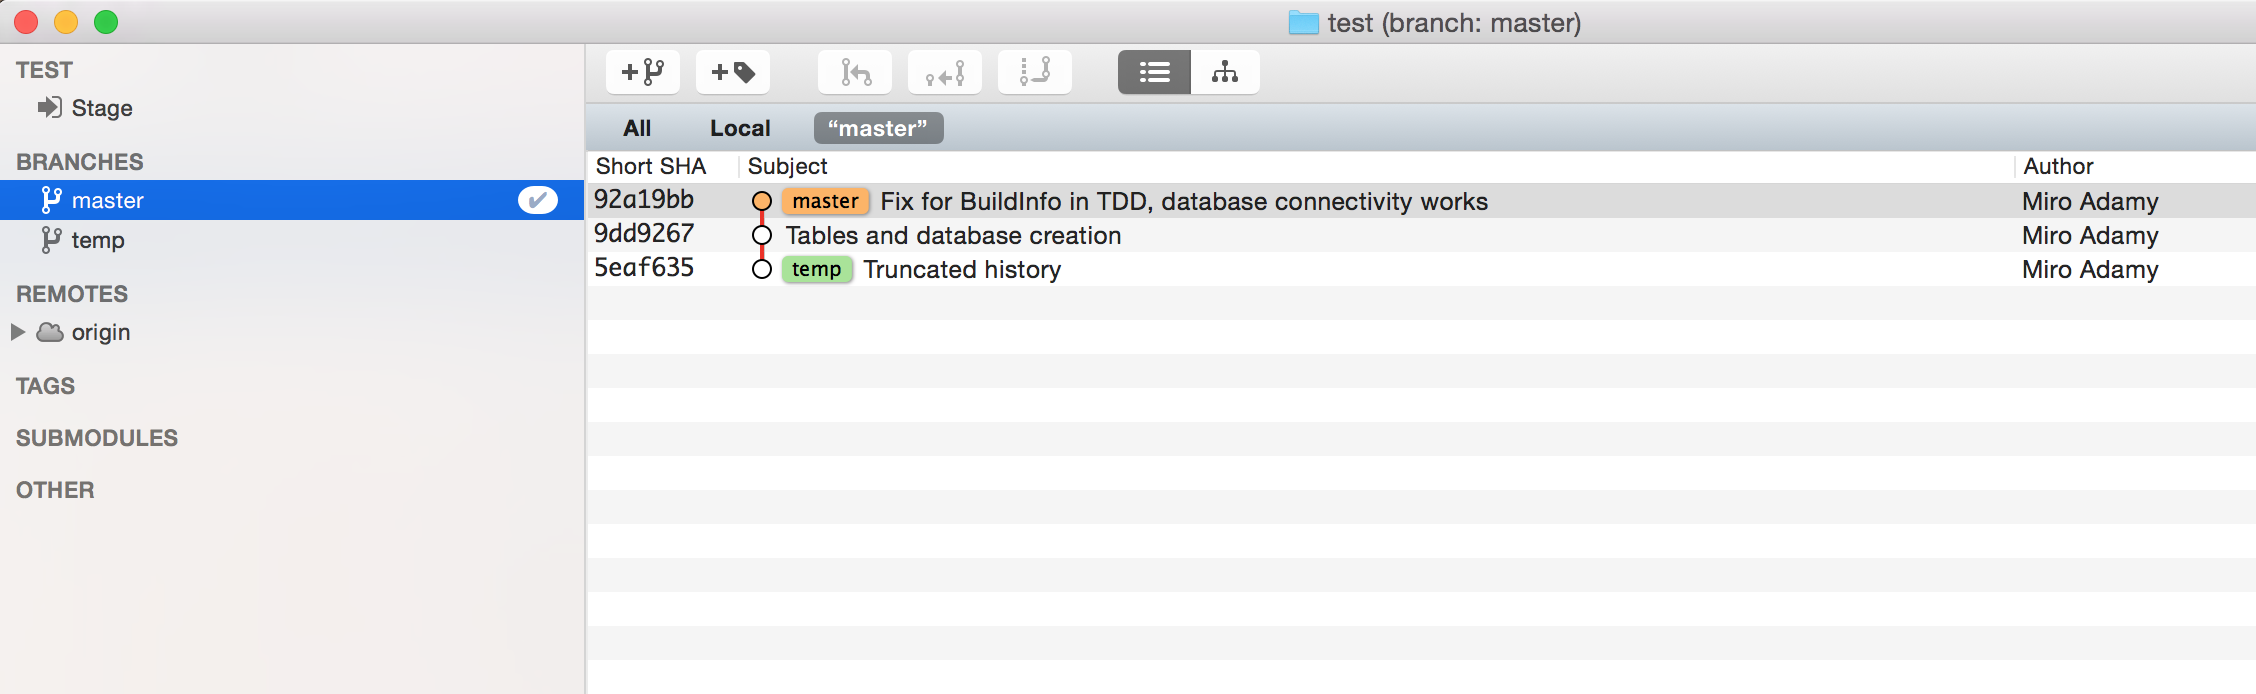 test (branch: master)
TEST
Stage
BRANCHES
master
temp
REMOTES
origin
TAGS
SUBMODULES
OTHER
All Local “master”
Short SHA Subject Author
92a19bb master Fix for BuildInfo in TDD, database connectivity works Miro Adamy
9dd9267 Tables and database creation Miro Adamy
5eaf635 temp Truncated history Miro Adamy